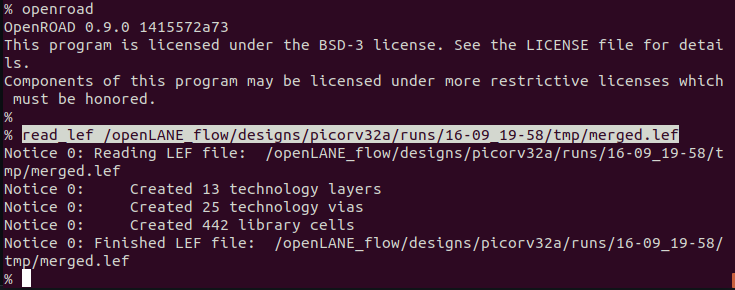 % openroad
OpenROAD 0.9.0 1415572a73
This program is licensed under the BSD-3 license. See the LICENSE file for detai
ls.
Components of this program may be licensed under more restrictive licenses which
 must be honored.
%
% read_lef /openLANE_flow/designs/picorv32a/runs/16-09_19-58/tmp/merged.lef
Notice 0: Reading LEF file:  /openLANE_flow/designs/picorv32a/runs/16-09_19-58/t
mp/merged.lef
Notice 0:     Created 13 technology layers
Notice 0:     Created 25 technology vias
Notice 0:     Created 442 library cells
Notice 0: Finished LEF file:  /openLANE_flow/designs/picorv32a/runs/16-09_19-58/
tmp/merged.lef
%